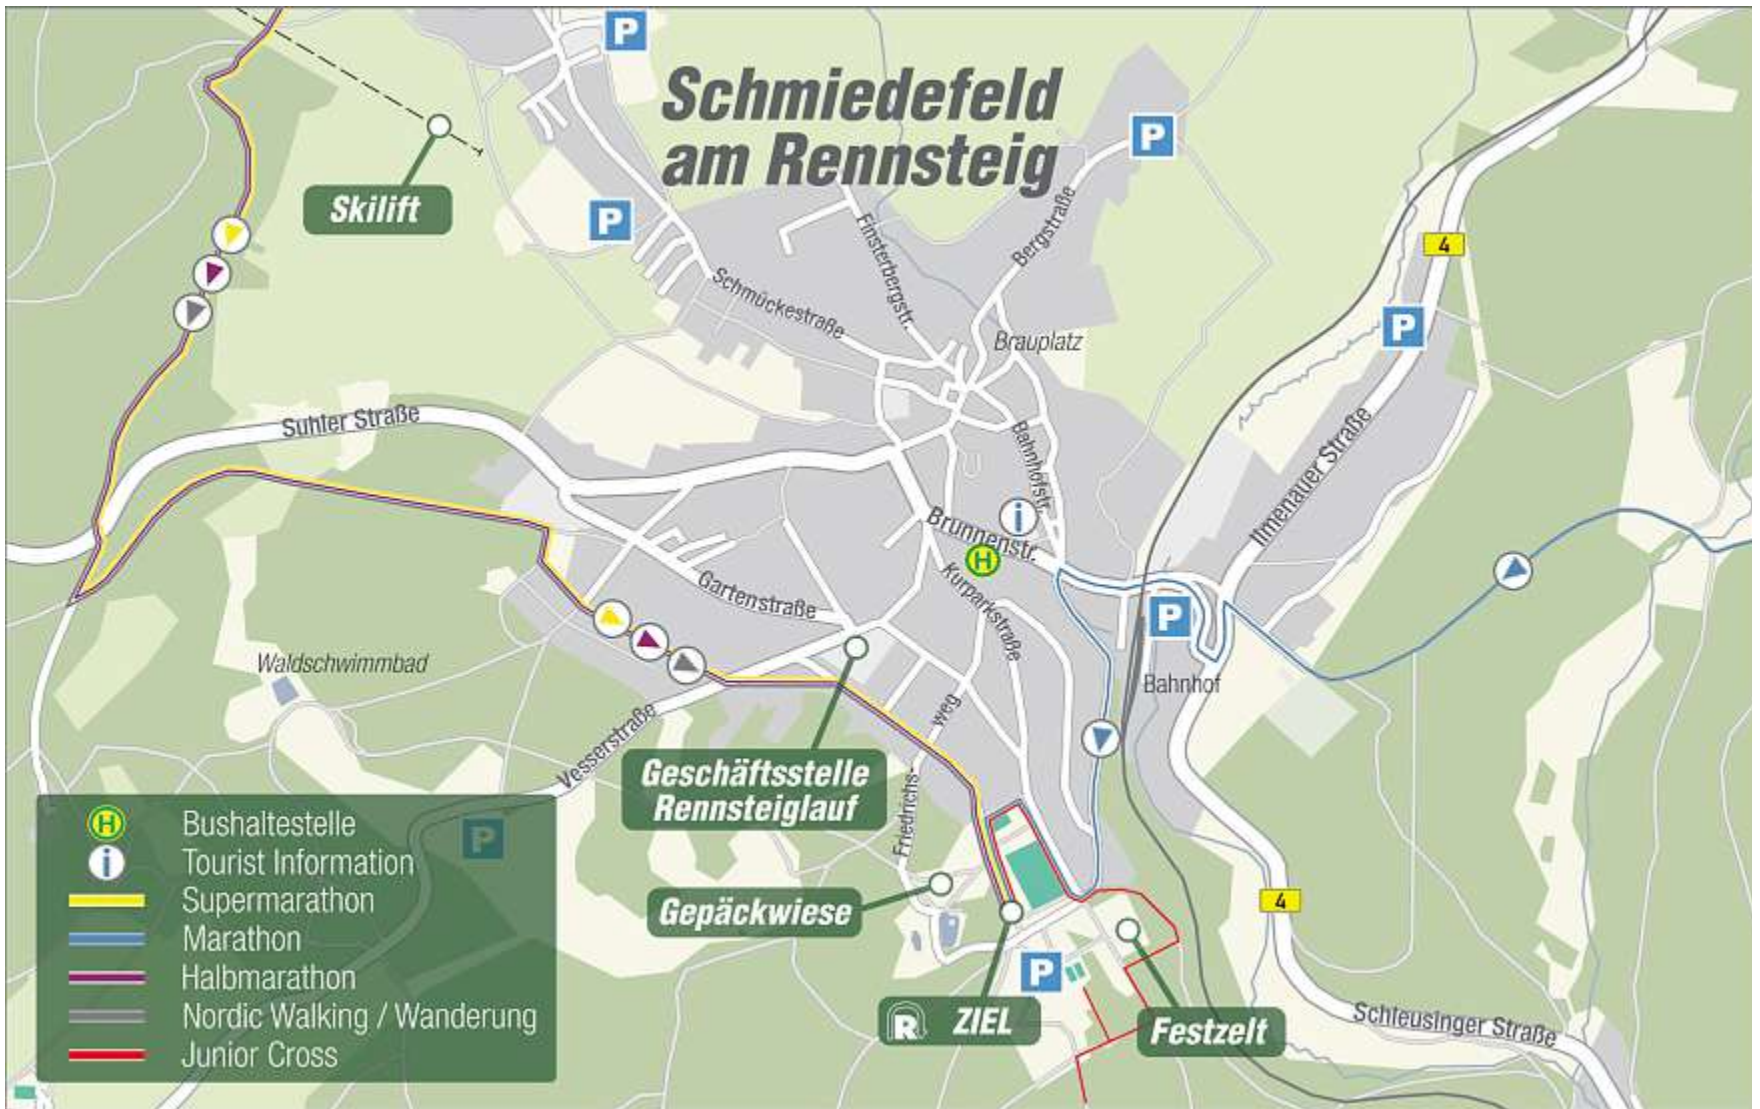 P
Schmiedefeld
am Rennsteig
P
Skilift
P
4
P
Finsterbergstr.
Bergstraße
Schmückestraße
Brauplatz
Suhler Straße
Bahnhofstr.
Ilmenauer Straße
i
Brunnenstr.
H
Kurparkstraße
Gartenstraße
P
Waldschwimmbad
Bahnhof
Vesserstraße
Friedrichs-
weg
Geschäftsstelle
Rennsteiglauf
P
Gepäckwiese
4
P
R ZIEL
Festzelt
Schleusinger Straße
H Bushaltestelle
i Tourist Information
Supermarathon
Marathon
Halbmarathon
Nordic Walking / Wanderung
Junior Cross